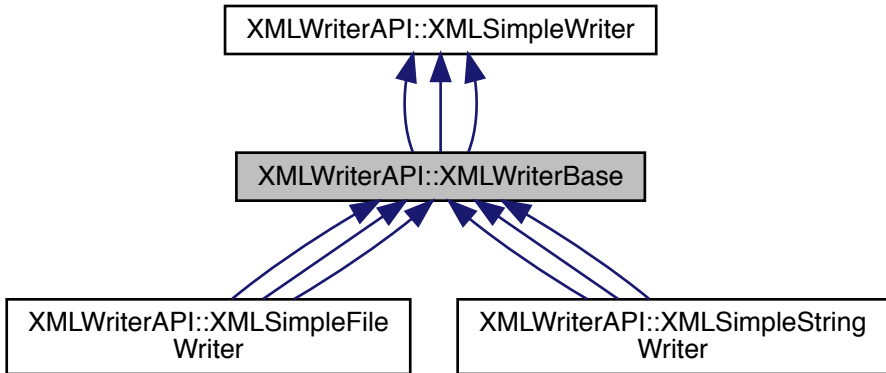 XMLWriterAPI::XMLSimpleWriter
XMLWriterAPI::XMLWriterBase
XMLWriterAPI::XMLSimpleFile
Writer
XMLWriterAPI::XMLSimpleString
Writer